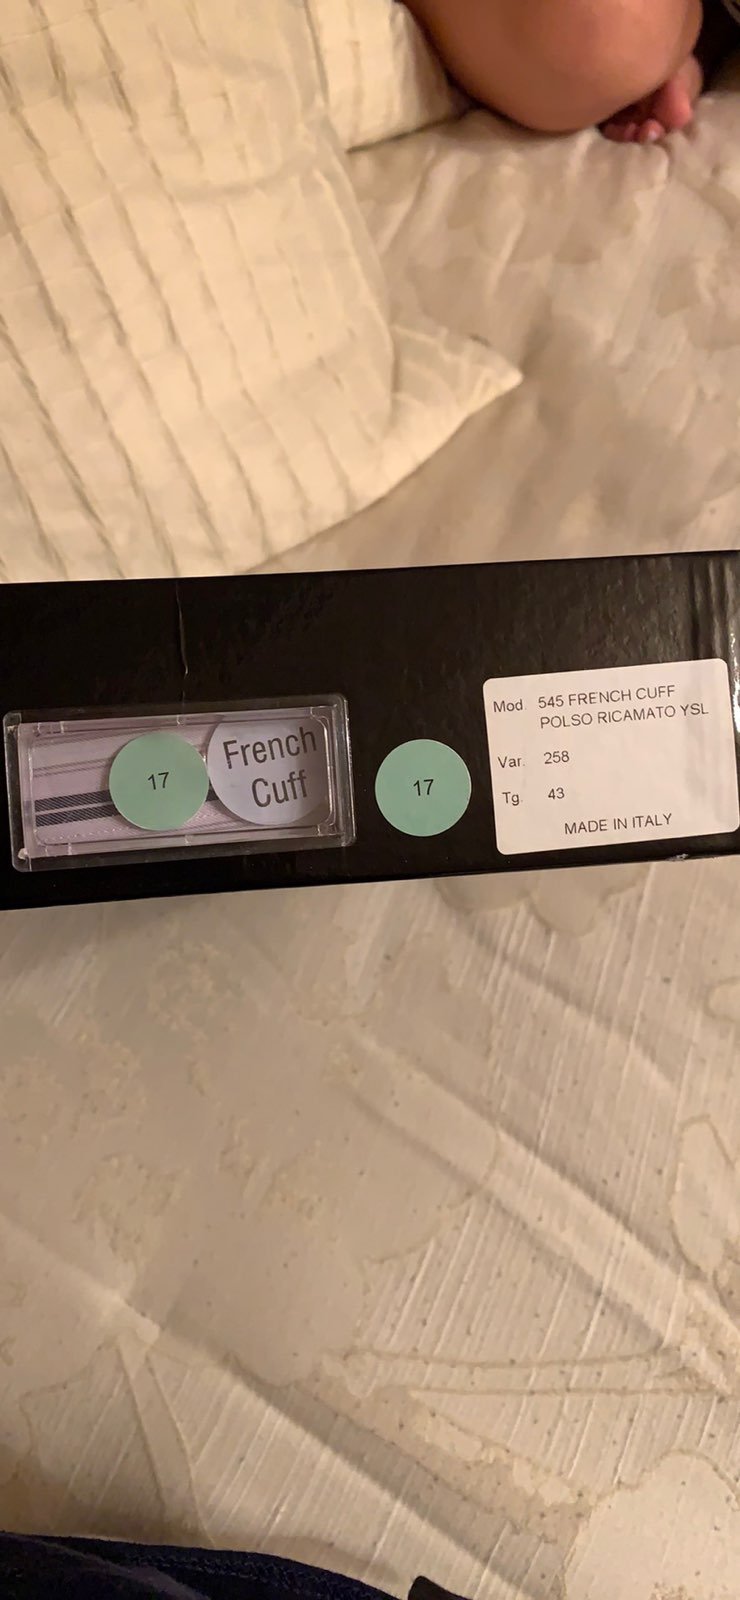 17
French
Cuff
17
Mod. 545 FRENCH CUFF
POLSO RICAMATO YSL
Var. 258
Tg. 43
MADE IN ITALY